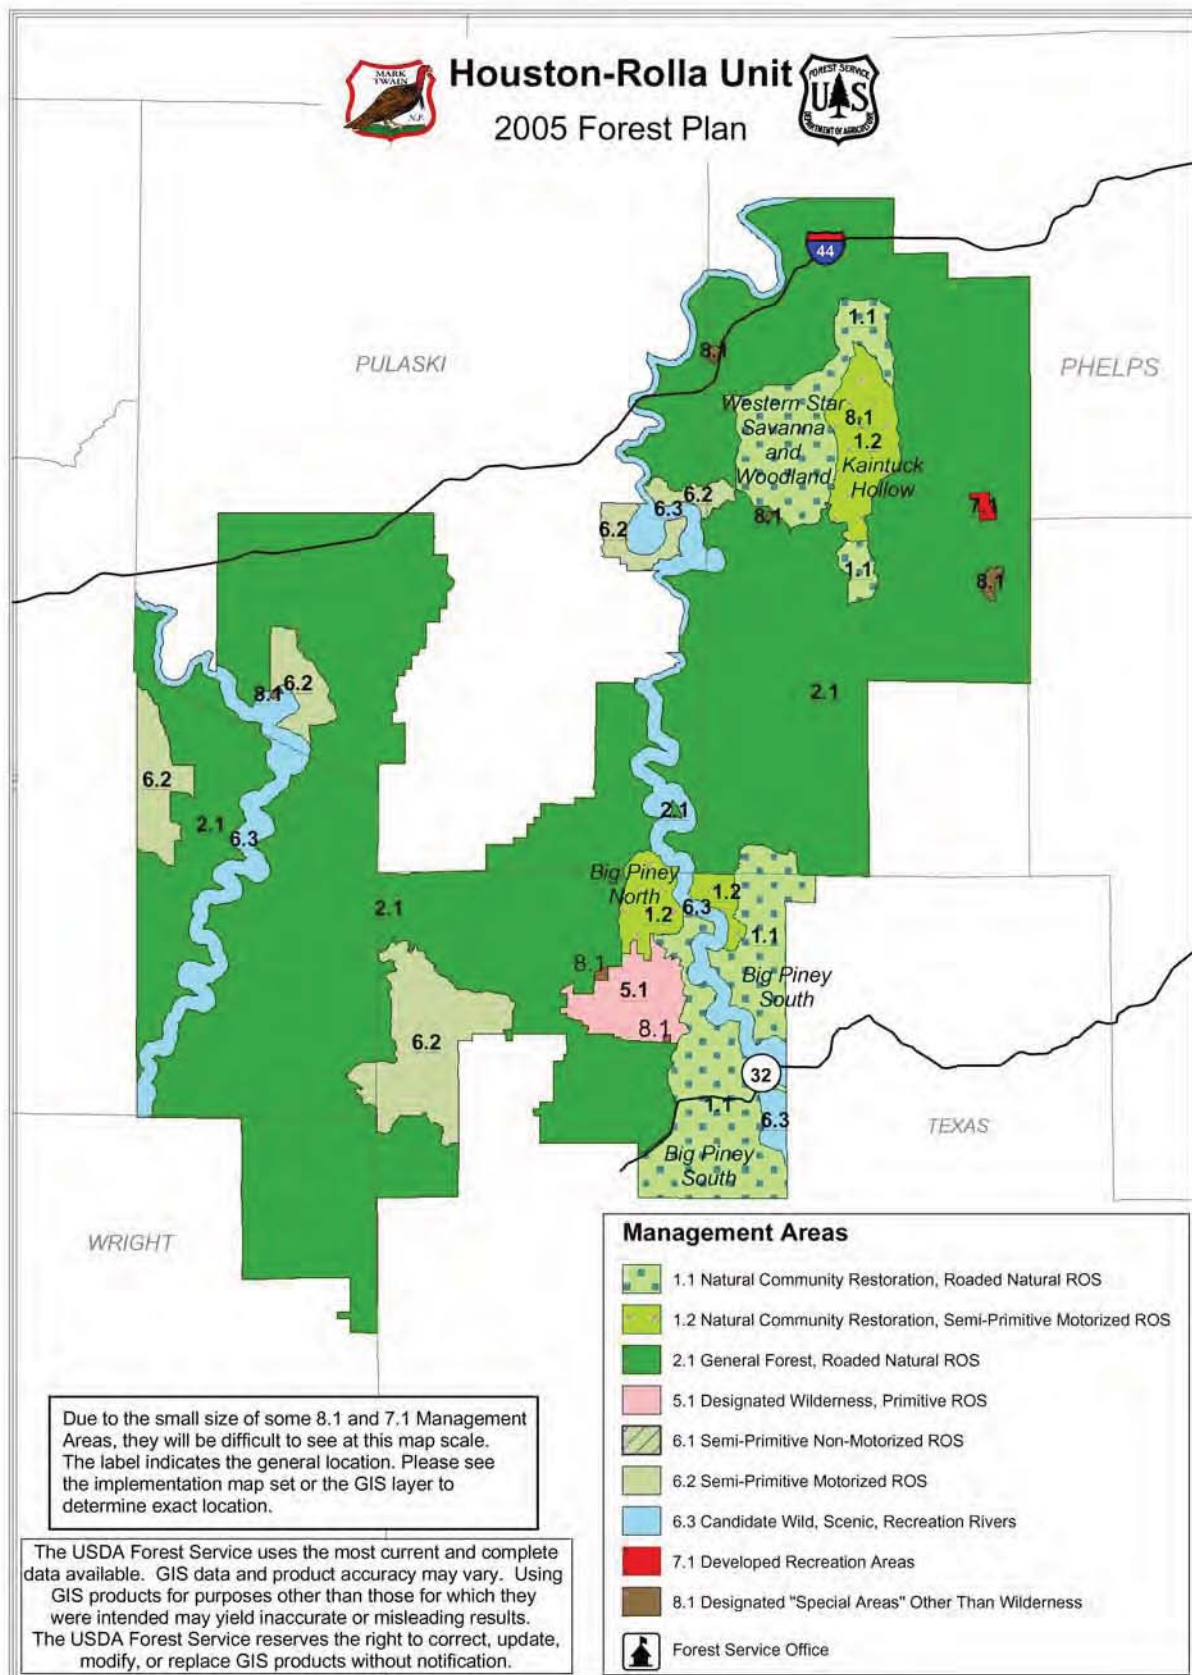 MARK
TWAIN
N.F.
Houston-Rolla Unit
2005 Forest Plan
FOREST SERVICE
US
DEPARTMENT OF AGRICULTURE
44
PULASKI
PHELPS
1.1
8.1
Western Star
Savanna
and
Woodland
8.1
1.2
Kaintuck
Hollow
6.2
6.3
6.2
8.1
7.1
1.1
8.1
8.1
6.2
2.1
6.2
2.1
6.3
2.1
Big Piney
North
1.2
1.2
6.3
2.1
1.1
8.1
5.1
Big Piney
South
8.1
6.2
32
1.1
6.3
TEXAS
Big Piney
South
WRIGHT
Management Areas
1.1 Natural Community Restoration, Roaded Natural ROS
1.2 Natural Community Restoration, Semi-Primitive Motorized ROS
2.1 General Forest, Roaded Natural ROS
5.1 Designated Wilderness, Primitive ROS
6.1 Semi-Primitive Non-Motorized ROS
6.2 Semi-Primitive Motorized ROS
6.3 Candidate Wild, Scenic, Recreation Rivers
7.1 Developed Recreation Areas
8.1 Designated "Special Areas" Other Than Wilderness
Forest Service Office
Due to the small size of some 8.1 and 7.1 Management
Areas, they will be difficult to see at this map scale.
The label indicates the general location. Please see
the implementation map set or the GIS layer to
determine exact location.
The USDA Forest Service uses the most current and complete
data available. GIS data and product accuracy may vary. Using
GIS products for purposes other than those for which they
were intended may yield inaccurate or misleading results.
The USDA Forest Service reserves the right to correct, update,
modify, or replace GIS products without notification.